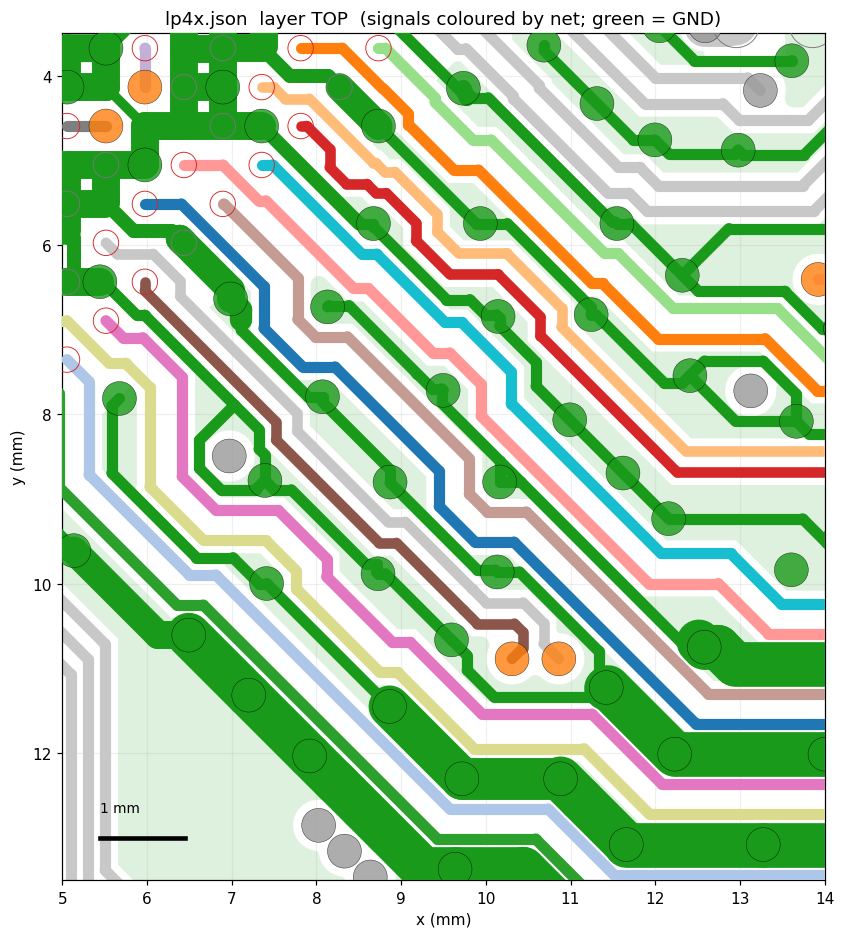 lp4x.json  layer TOP  (signals coloured by net; green = GND)
4
6
8
10
12
y (mm)
1 mm
5 6 7 8 9 10 11 12 13 14
x (mm)